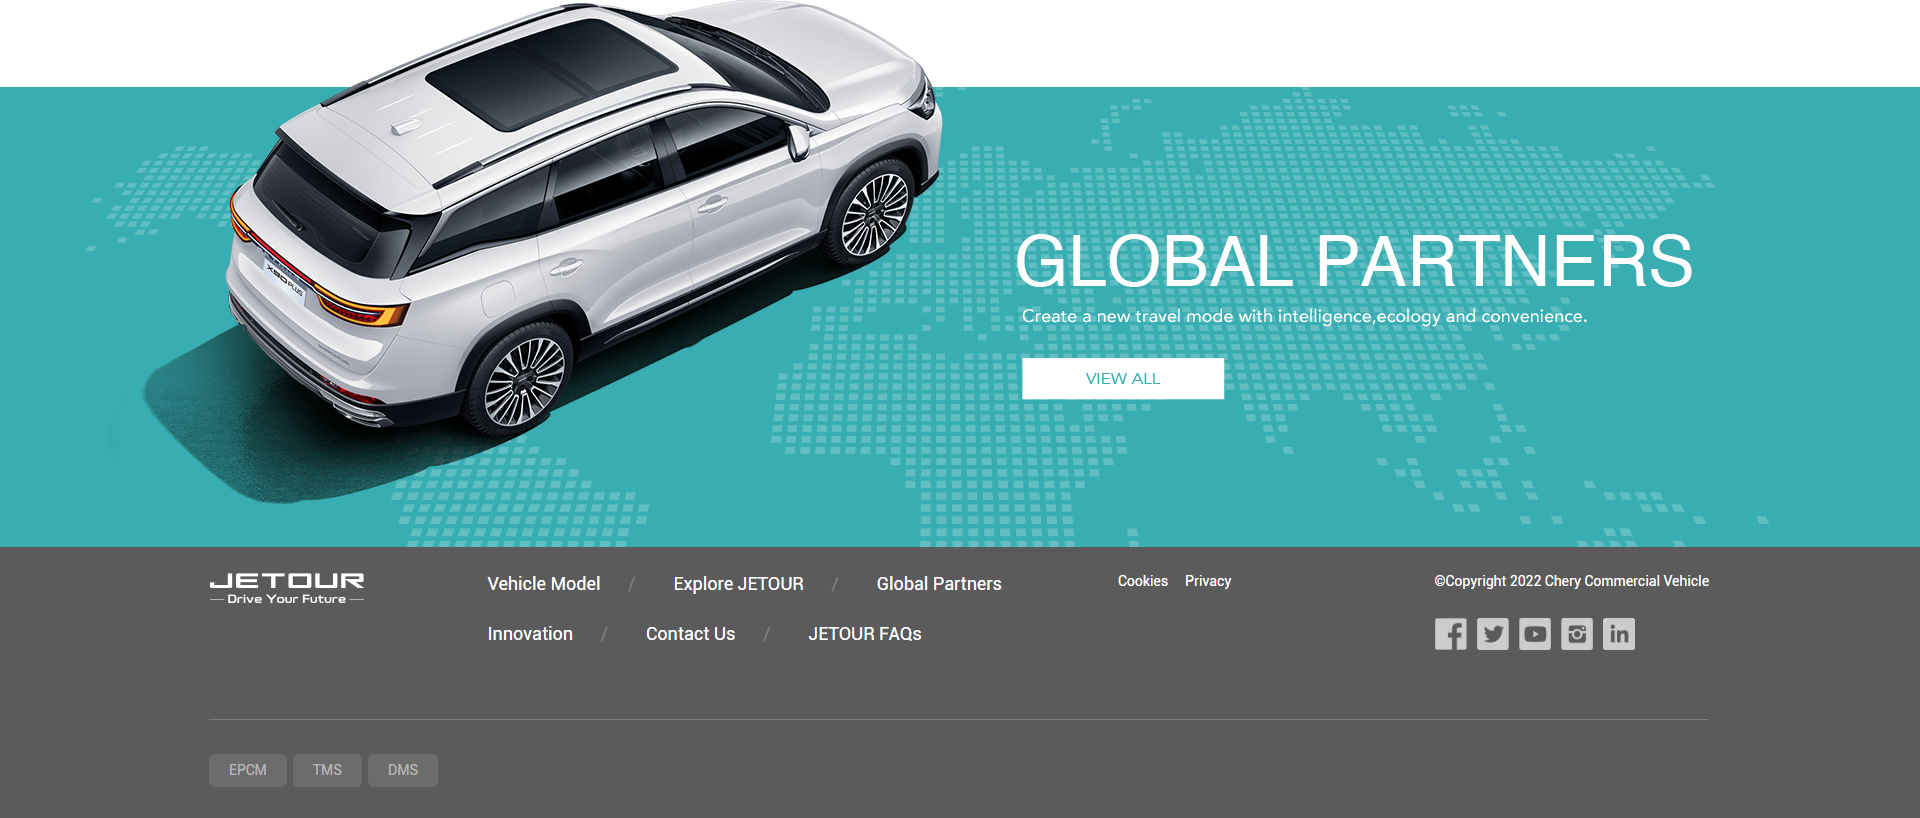 X90 PLUS
GLOBAL PARTNERS
Create a new travel mode with intelligence,ecology and convenience.
VIEW ALL
JETOUR
Drive Your Future
Vehicle Model / Explore JETOUR / Global Partners
Innovation / Contact Us / JETOUR FAQs
Cookies Privacy
©Copyright 2022 Chery Commercial Vehicle
EPCM TMS DMS